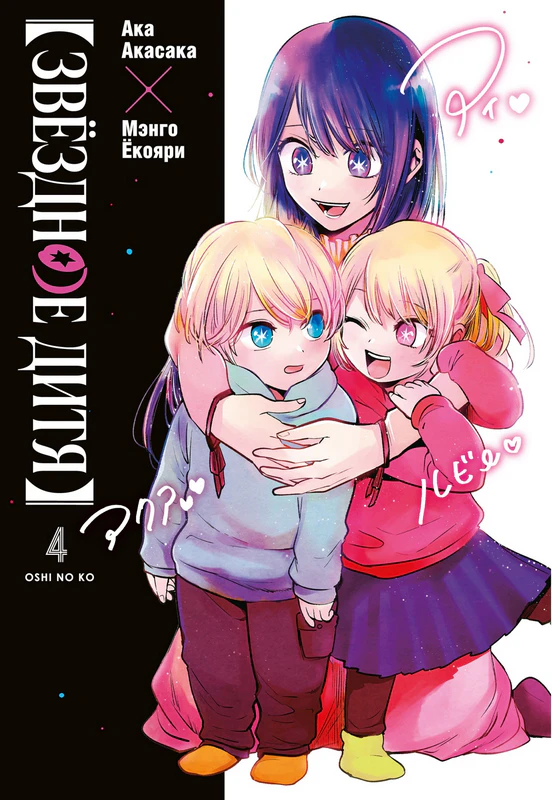 Ака
Акасака
×
Мэнго
Ёкояри
【ЗВЁЗДНОЕ ДИТЯ】
4
OSHI NO KO
アイ♡
アクア♡♡
ルビー♡